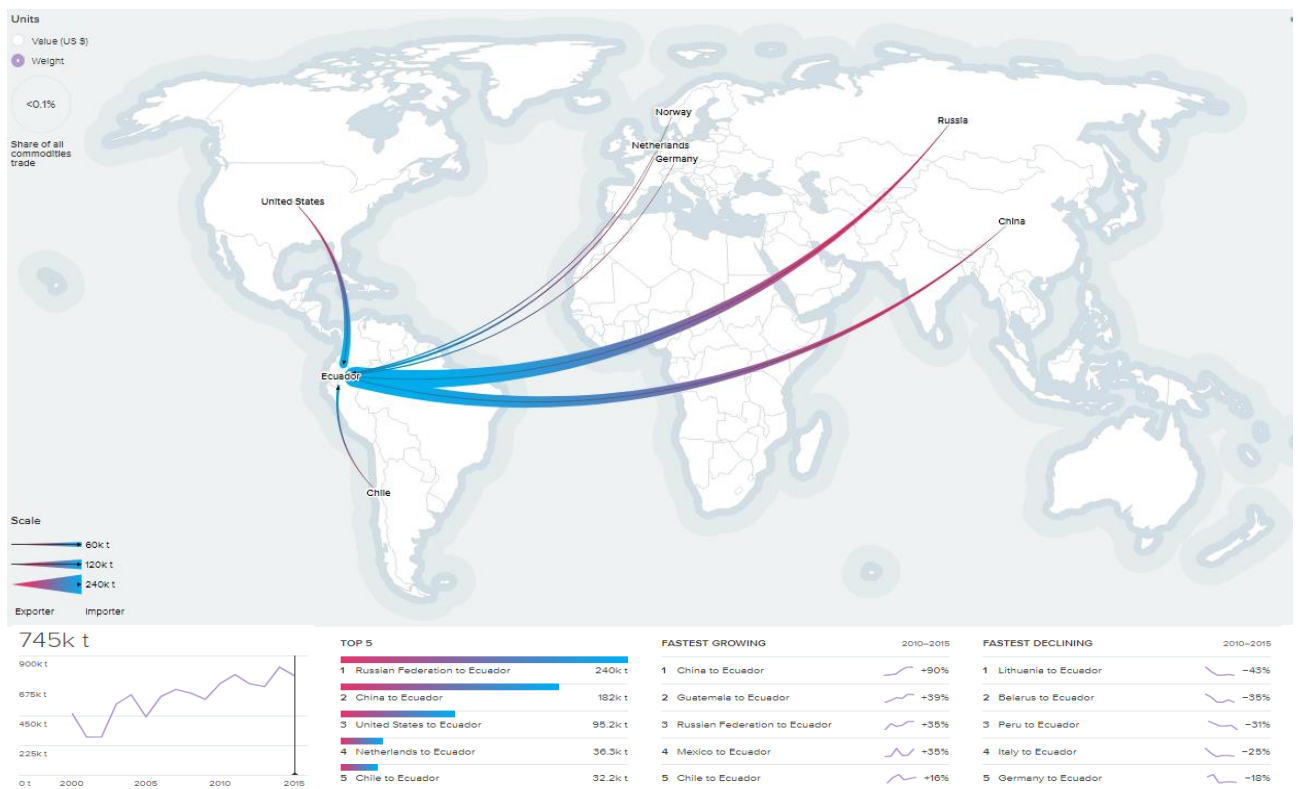 Units
Value (US $)
Weight
<0.1%
Share of all
commodities
trade
Norway
Netherlands
Germany
Russia
United States
China
Ecuador
Chile
Scale
60k t
120k t
240k t
Exporter Importer
745k t
900k t
675k t
450k t
225k t
0 t 2000 2005 2010 2015
TOP 5
1 Russian Federation to Ecuador 240k t
2 China to Ecuador 182k t
3 United States to Ecuador 95.2k t
4 Netherlands to Ecuador 36.3k t
5 Chile to Ecuador 32.2k t
FASTEST GROWING 2010–2015
1 China to Ecuador +90%
2 Guatemala to Ecuador +39%
3 Russian Federation to Ecuador +35%
4 Mexico to Ecuador +35%
5 Chile to Ecuador +16%
FASTEST DECLINING 2010–2015
1 Lithuania to Ecuador −43%
2 Belarus to Ecuador −35%
3 Peru to Ecuador −31%
4 Italy to Ecuador −25%
5 Germany to Ecuador −18%